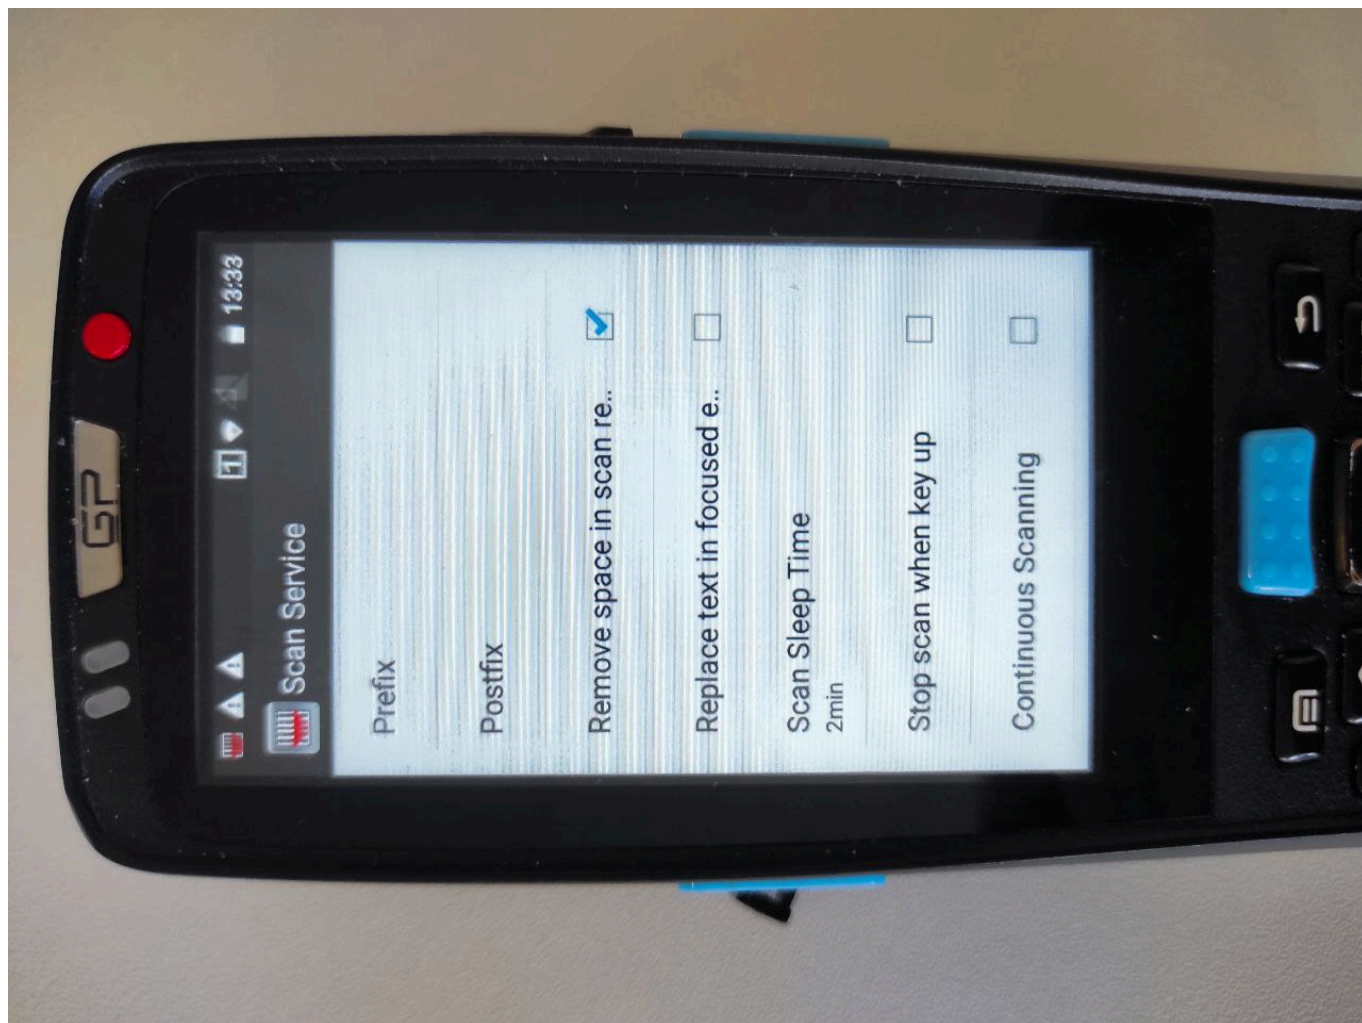 GP
1 13:33
Scan Service
Prefix
Postfix
Remove space in scan re..
Replace text in focused e..
Scan Sleep Time
2min
Stop scan when key up
Continuous Scanning